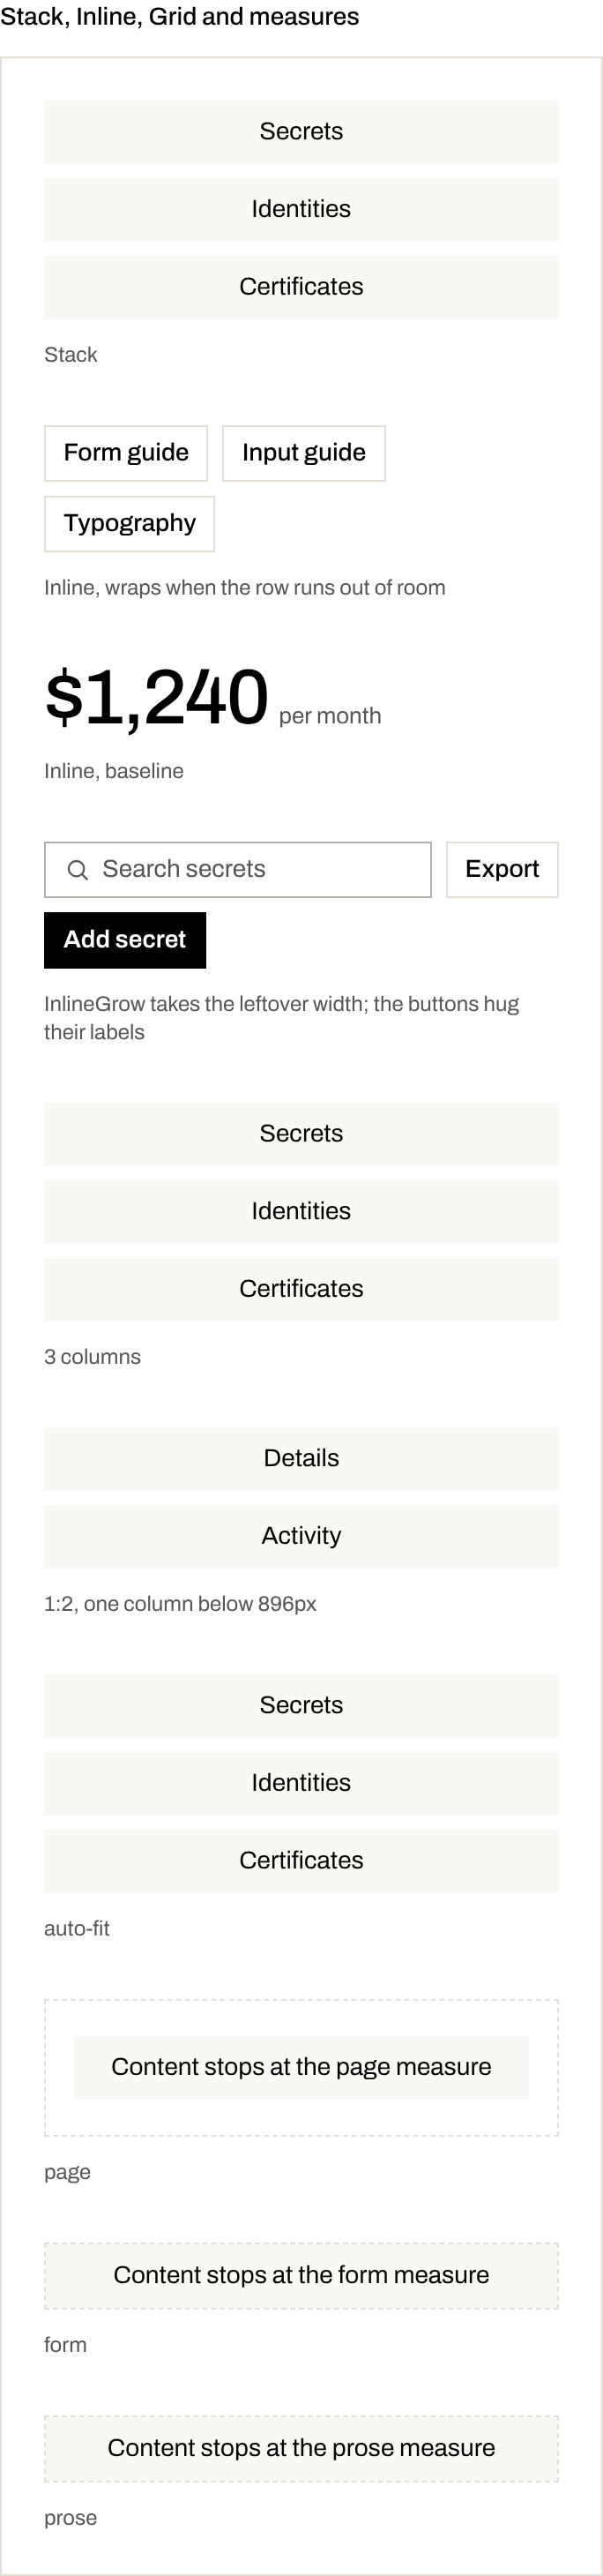 Stack, Inline, Grid and measures
Secrets
Identities
Certificates
Stack
Form guide
Input guide
Typography
Inline, wraps when the row runs out of room
$1,240 per month
Inline, baseline
Search secrets
Export
Add secret
InlineGrow takes the leftover width; the buttons hug
their labels
Secrets
Identities
Certificates
3 columns
Details
Activity
1:2, one column below 896px
Secrets
Identities
Certificates
auto-fit
Content stops at the page measure
page
Content stops at the form measure
form
Content stops at the prose measure
prose